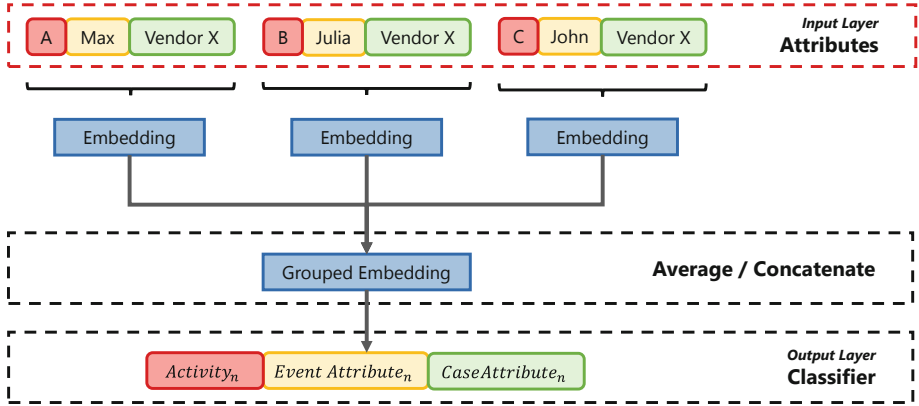 A Max Vendor X B Julia Vendor X C John Vendor X
Input Layer
Attributes
Embedding Embedding Embedding
Grouped Embedding
Average / Concatenate
Activityₙ Event Attributeₙ CaseAttributeₙ
Output Layer
Classifier